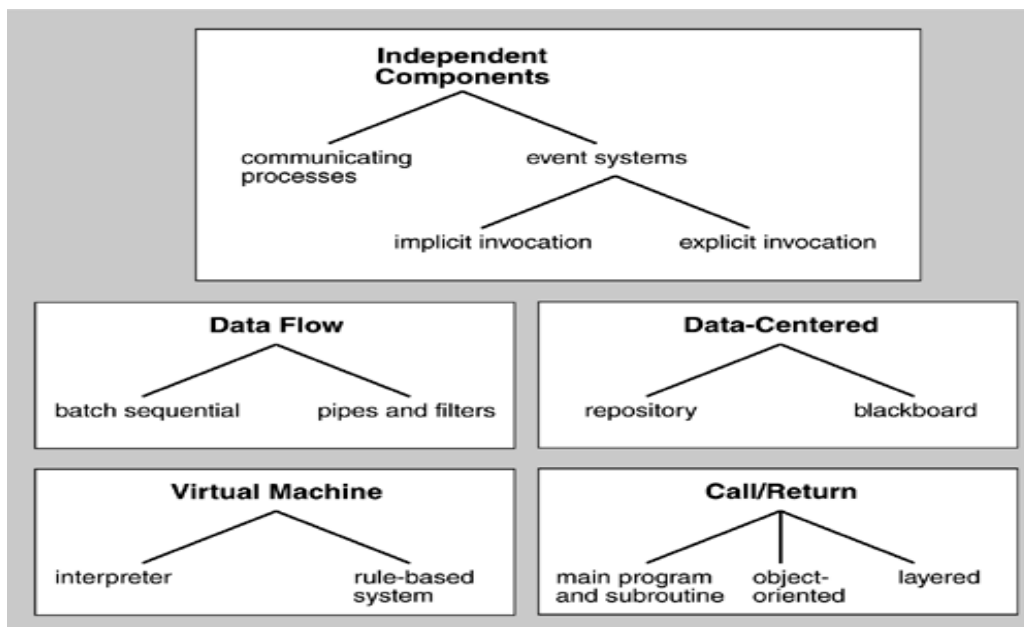 Independent
Components
communicating
processes
event systems
implicit invocation
explicit invocation
Data Flow
batch sequential
pipes and filters
Data-Centered
repository
blackboard
Virtual Machine
interpreter
rule-based
system
Call/Return
main program
and subroutine
object-
oriented
layered